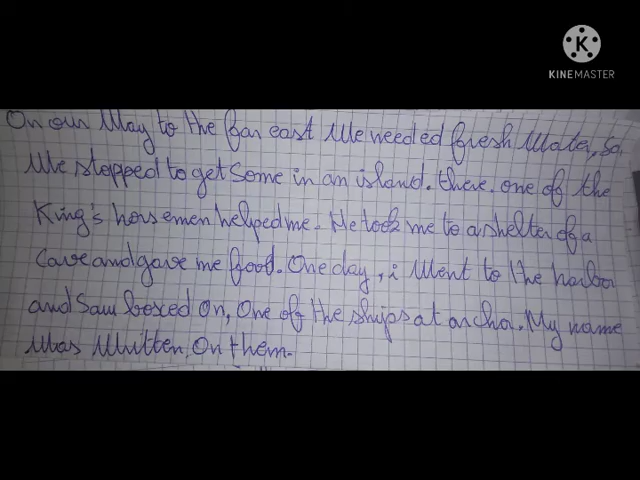 KINEMASTER
On our Way to the far east We needed fresh Water, So
We stopped to get Some in an island. there. one of the
King's horsemen helped me. He took me to a shelter of a
Cave and gave me food. One day, i Went to the harbor
and Saw boxed On, One of the ships at anchor. My name
Was Written, On them.